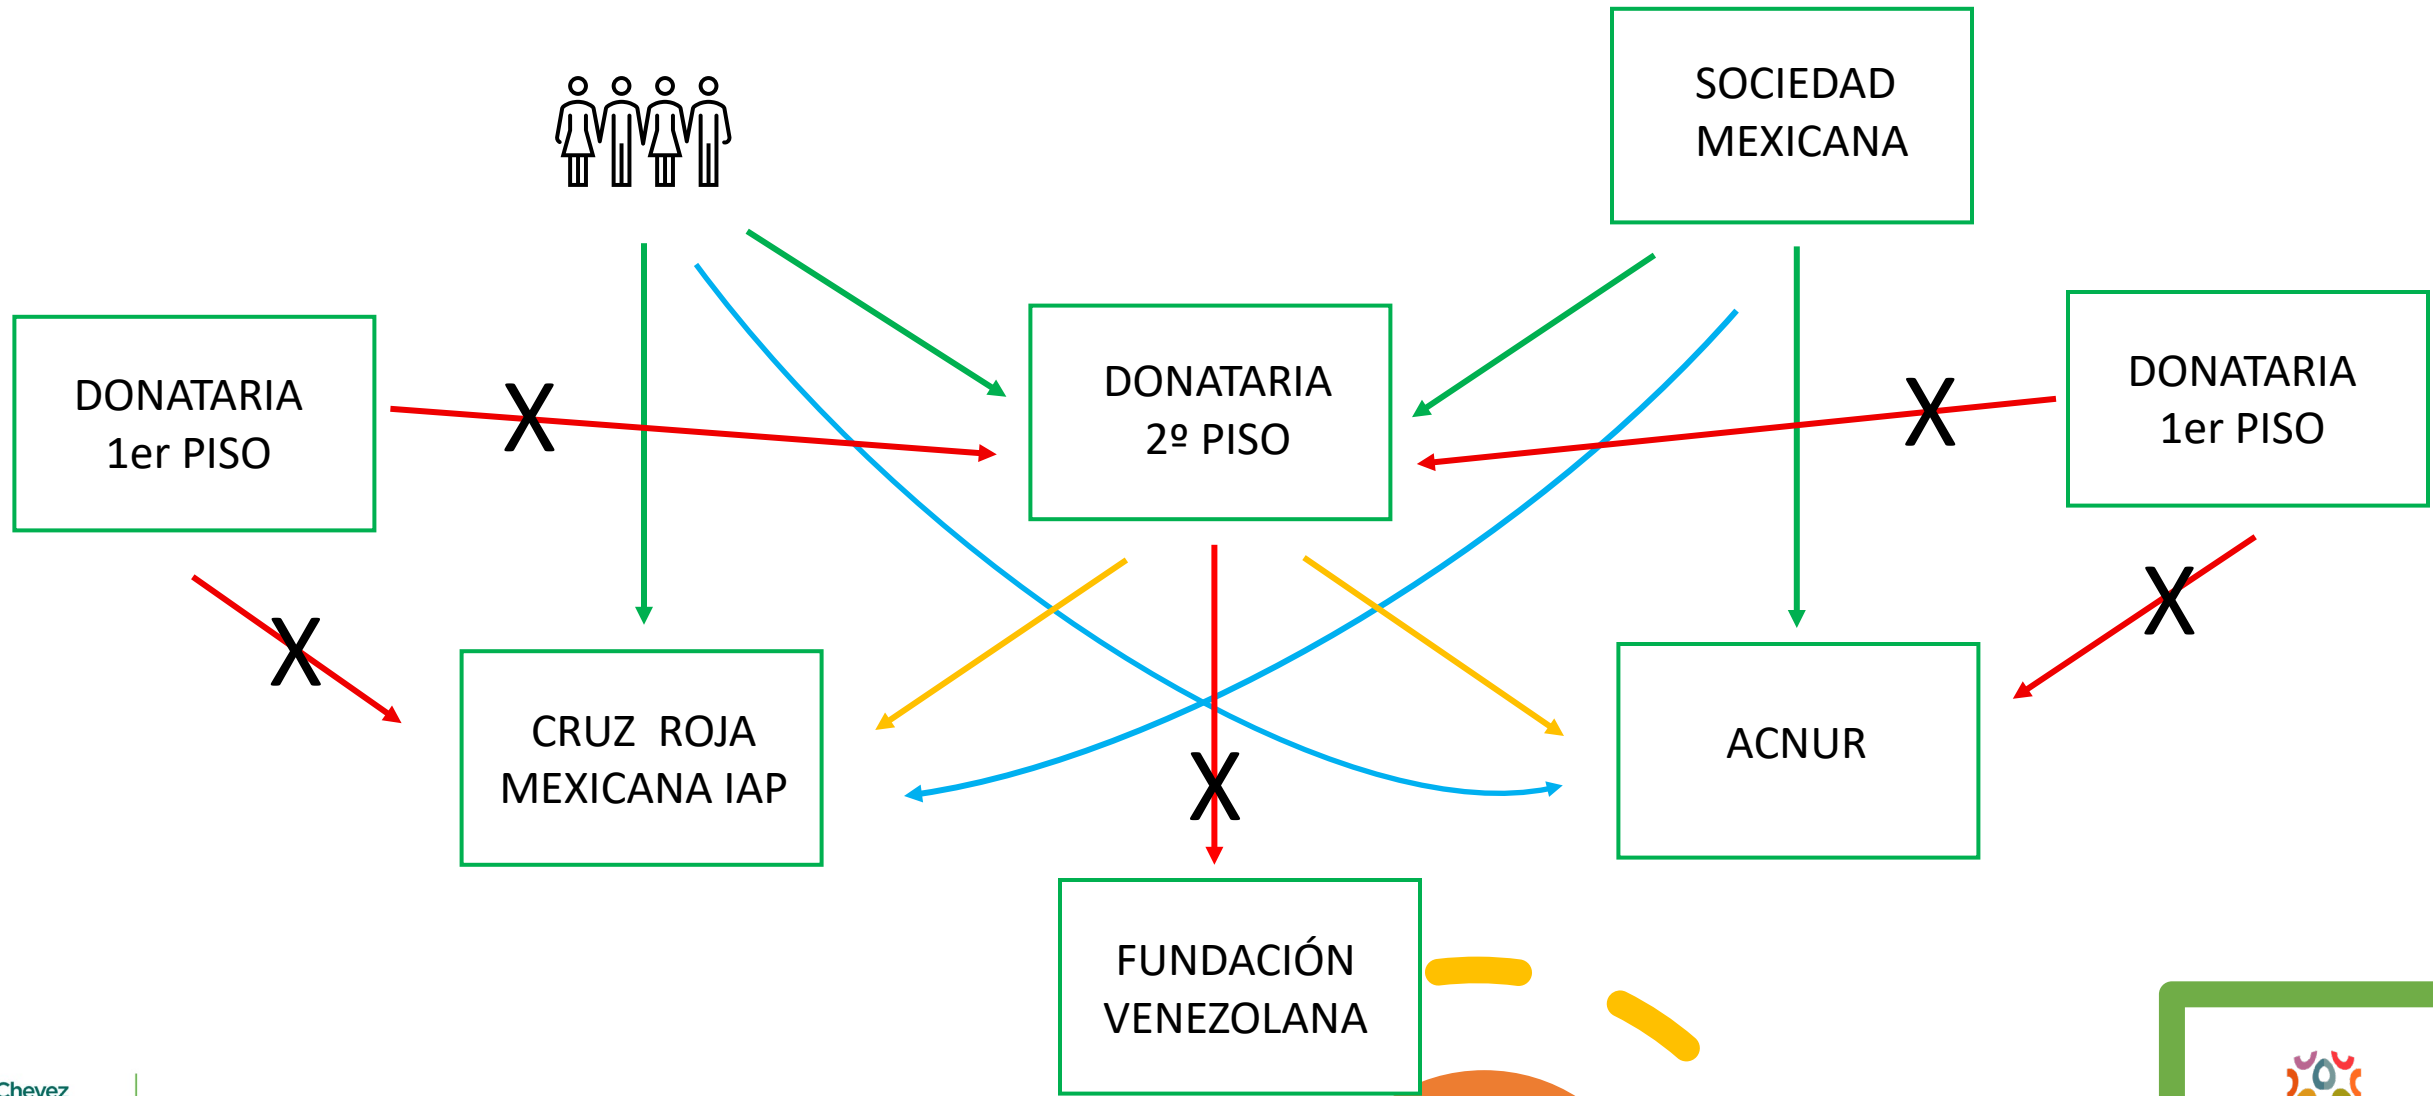 SOCIEDAD
MEXICANA
DONATARIA
1er PISO
X
DONATARIA
2º PISO
X
DONATARIA
1er PISO
X
X
CRUZ ROJA
MEXICANA IAP
X
ACNUR
FUNDACIÓN
VENEZOLANA
Chevez